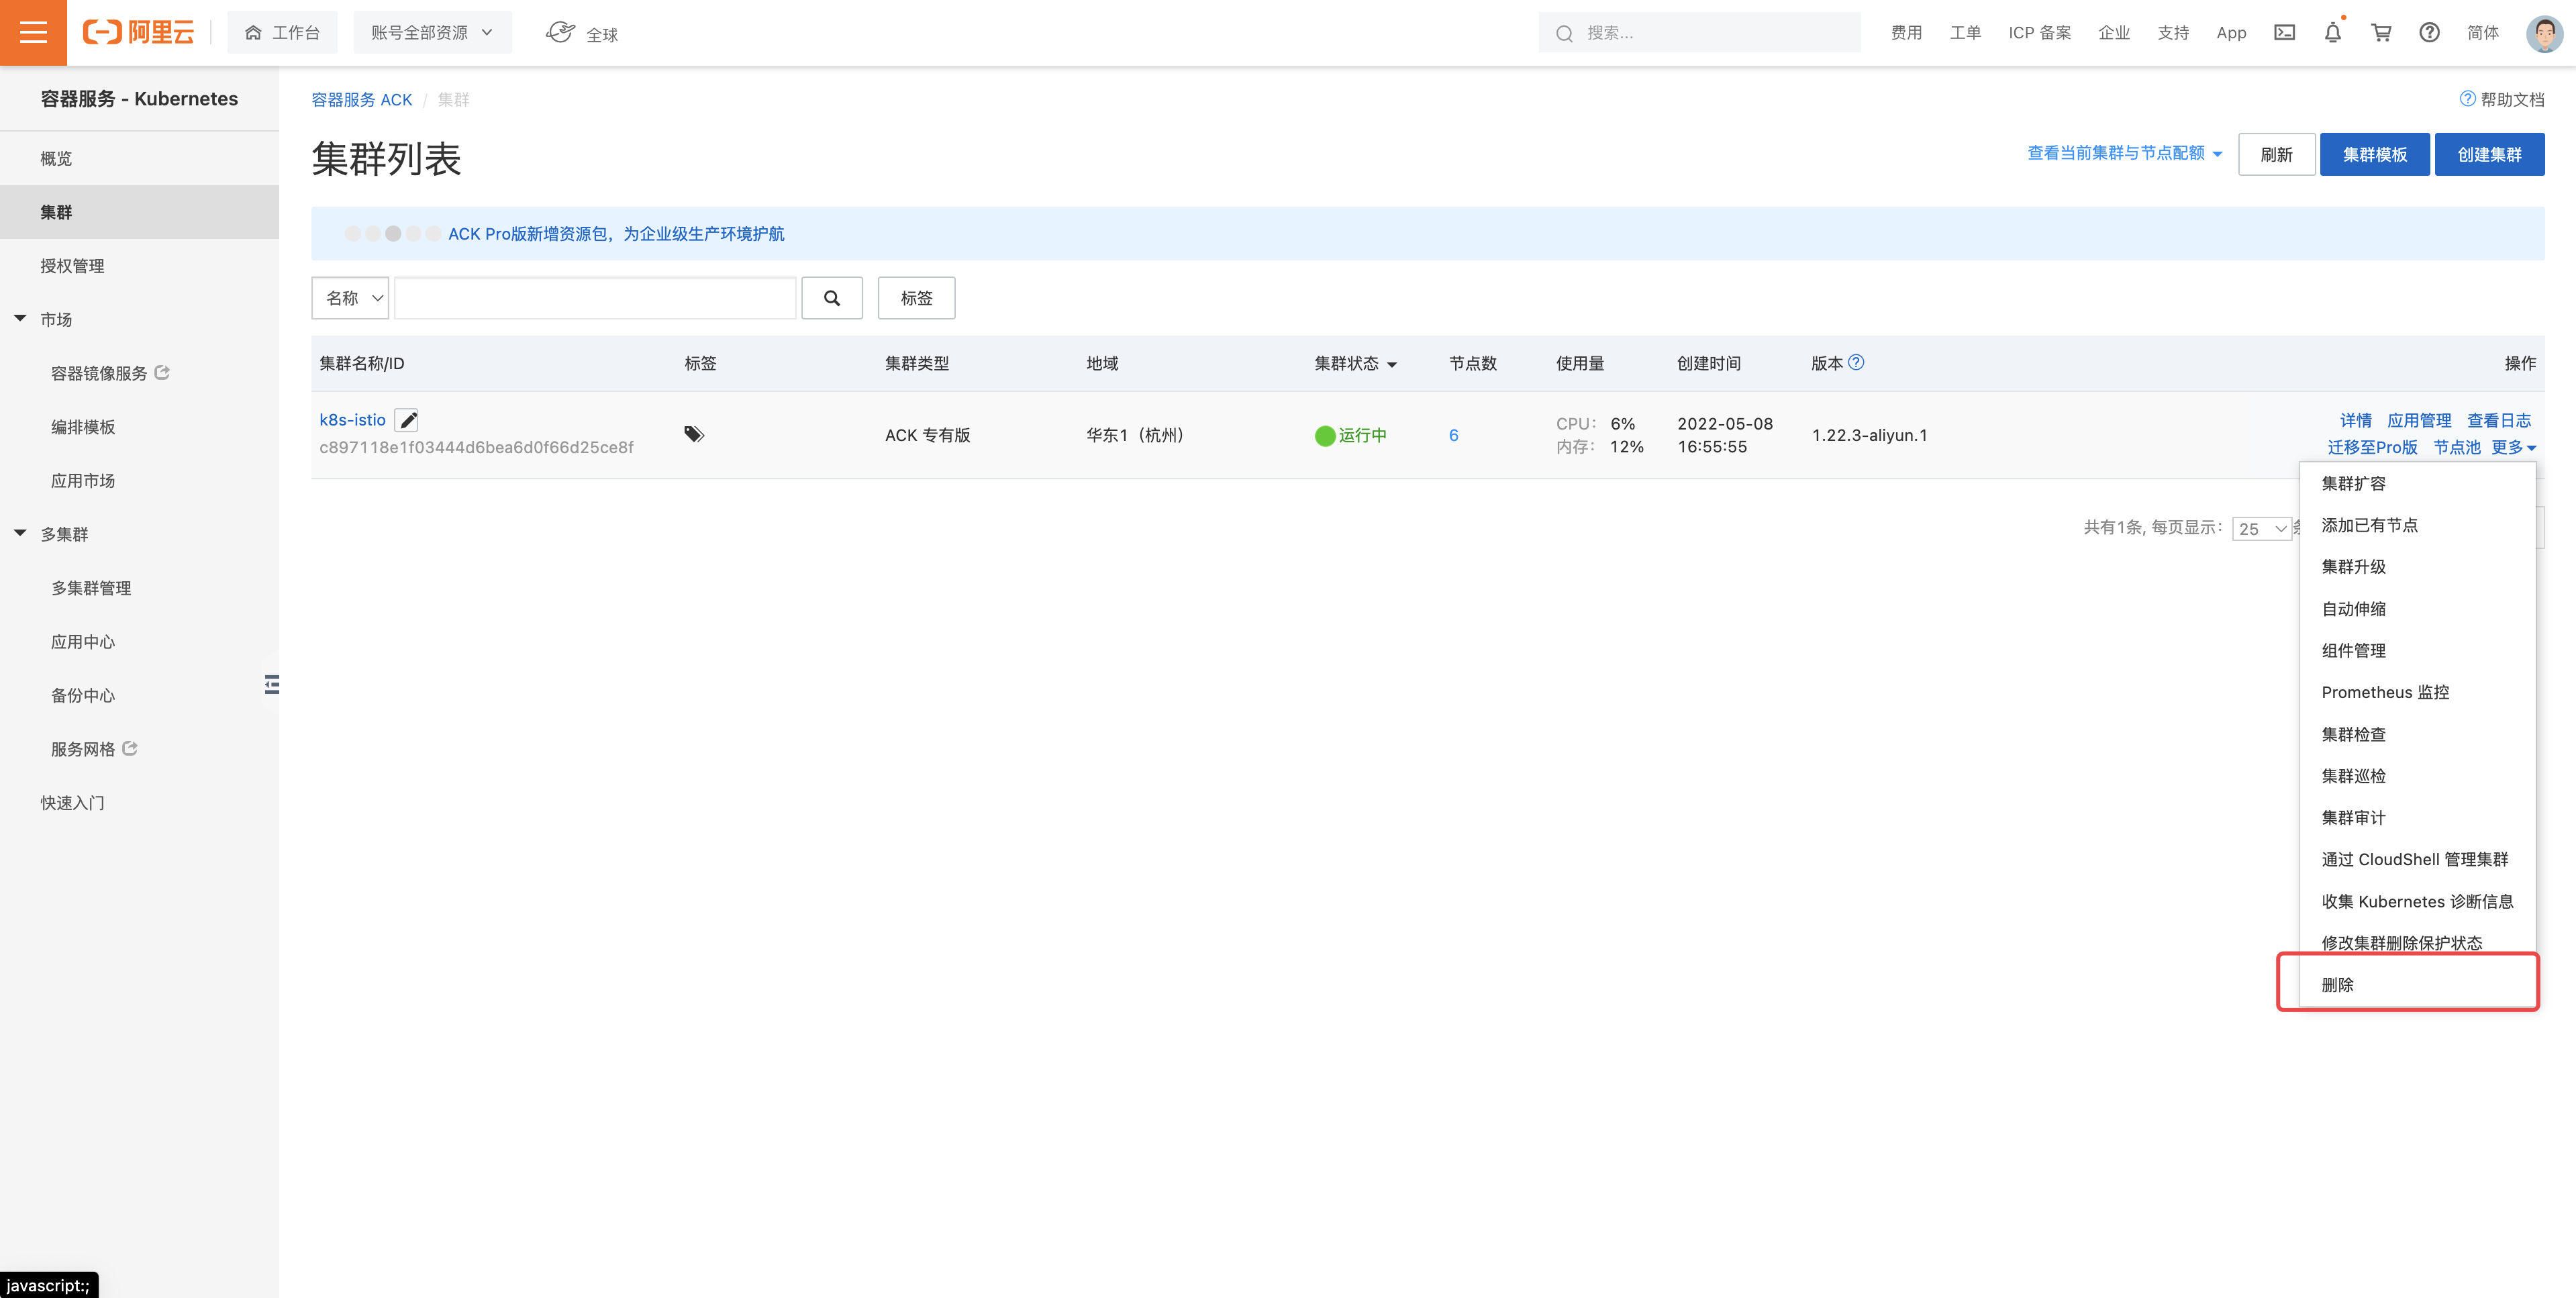 阿里云 工作台 账号全部资源 全球 搜索... 费用 工单 ICP 备案 企业 支持 App 简体
容器服务 - Kubernetes
概览
集群
授权管理
市场
容器镜像服务
编排模板
应用市场
多集群
多集群管理
应用中心
备份中心
服务网格
快速入门
容器服务 ACK / 集群
帮助文档
集群列表
查看当前集群与节点配额 刷新 集群模板 创建集群
ACK Pro版新增资源包，为企业级生产环境护航
名称 标签
集群名称/ID 标签 集群类型 地域 集群状态 节点数 使用量 创建时间 版本 操作
k8s-istio
c897118e1f03444d6bea6d0f66d25ce8f
ACK 专有版 华东1（杭州） 运行中 6
CPU： 6%
内存： 12%
2022-05-08
16:55:55
1.22.3-aliyun.1
详情 应用管理 查看日志
迁移至Pro版 节点池 更多
共有1条, 每页显示： 25
集群扩容
添加已有节点
集群升级
自动伸缩
组件管理
Prometheus 监控
集群检查
集群巡检
集群审计
通过 CloudShell 管理集群
收集 Kubernetes 诊断信息
修改集群删除保护状态
删除
javascript:;